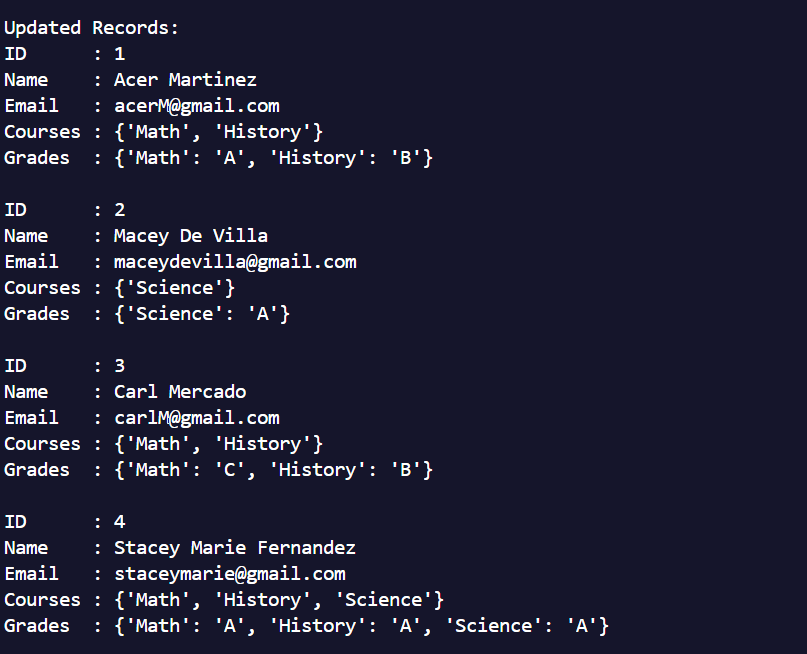 Updated Records:
ID      : 1
Name    : Acer Martinez
Email   : acerM@gmail.com
Courses : {'Math', 'History'}
Grades  : {'Math': 'A', 'History': 'B'}

ID      : 2
Name    : Macey De Villa
Email   : maceydevilla@gmail.com
Courses : {'Science'}
Grades  : {'Science': 'A'}

ID      : 3
Name    : Carl Mercado
Email   : carlM@gmail.com
Courses : {'Math', 'History'}
Grades  : {'Math': 'C', 'History': 'B'}

ID      : 4
Name    : Stacey Marie Fernandez
Email   : staceymarie@gmail.com
Courses : {'Math', 'History', 'Science'}
Grades  : {'Math': 'A', 'History': 'A', 'Science': 'A'}